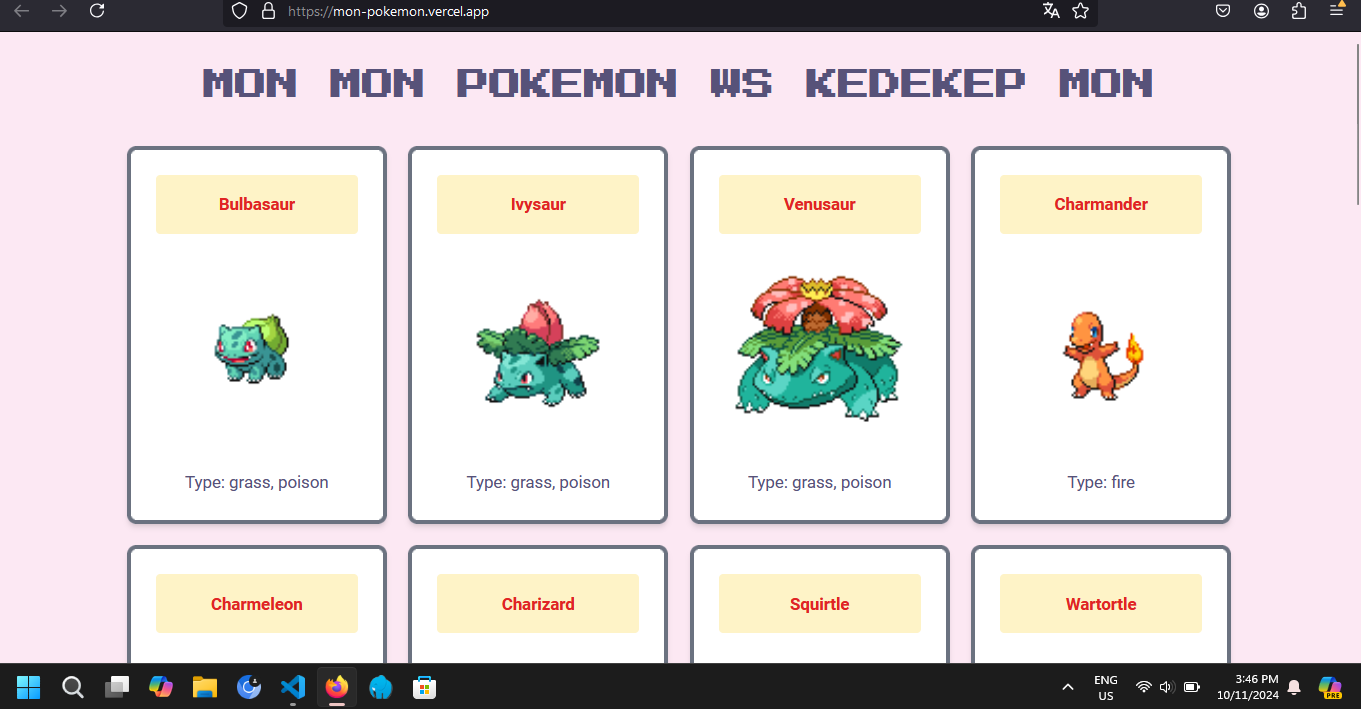 https://mon-pokemon.vercel.app
MON MON POKEMON WS KEDEKEP MON
Bulbasaur
Ivysaur
Venusaur
Charmander
Type: grass, poison
Type: grass, poison
Type: grass, poison
Type: fire
Charmeleon
Charizard
Squirtle
Wartortle
ENG
US
3:46 PM
10/11/2024
PRE